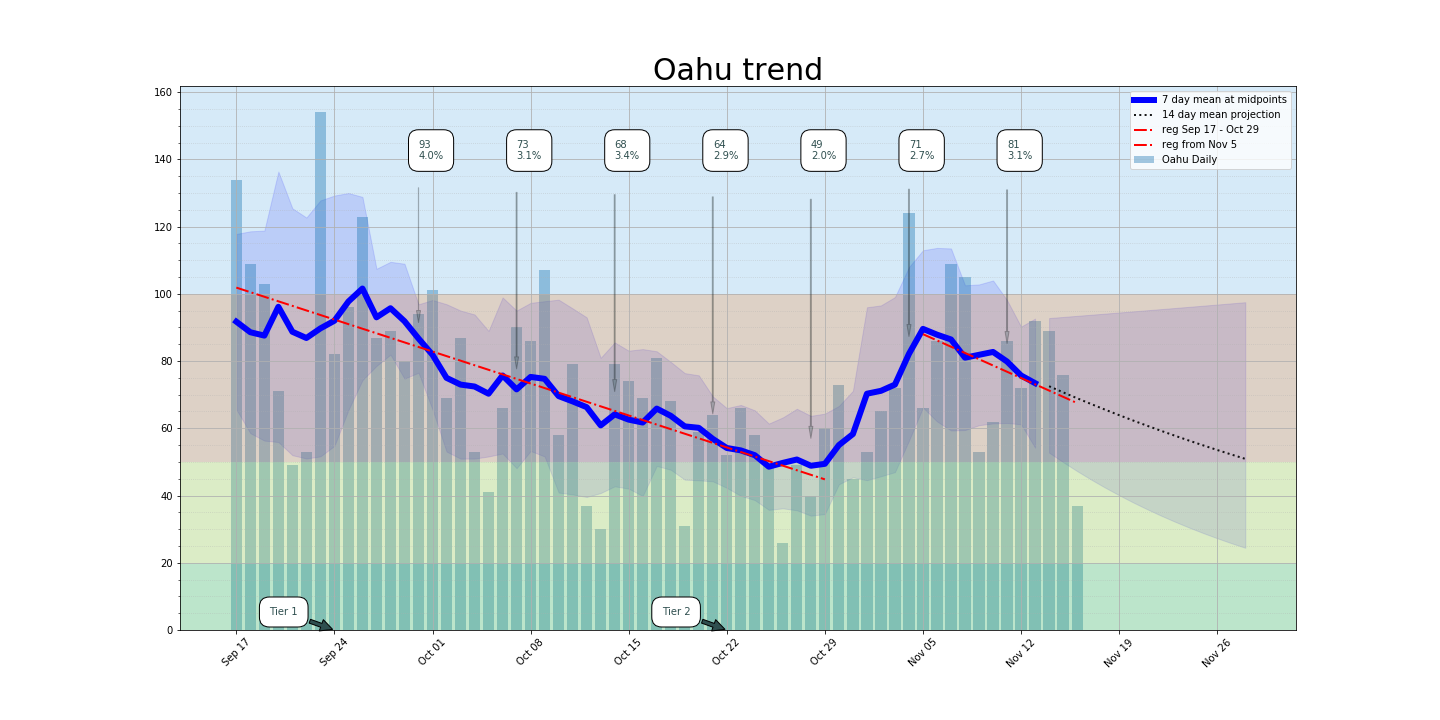 Oahu trend
160
140
120
100
80
60
40
20
0
7 day mean at midpoints
14 day mean projection
reg Sep 17 - Oct 29
reg from Nov 5
Oahu Daily
93
4.0%
73
3.1%
68
3.4%
64
2.9%
49
2.0%
71
2.7%
81
3.1%
Tier 1
Tier 2
Sep 17
Sep 24
Oct 01
Oct 08
Oct 15
Oct 22
Oct 29
Nov 05
Nov 12
Nov 19
Nov 26